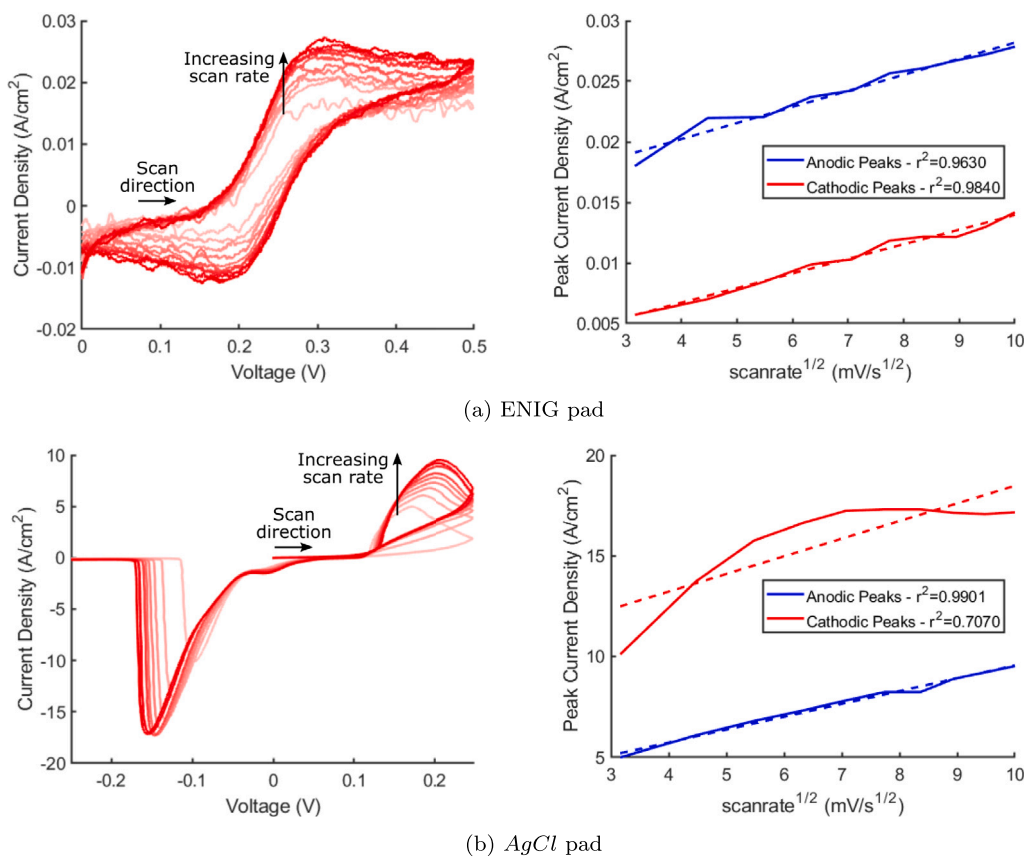 0.03
0.02
0.01
0
-0.01
-0.02
Current Density (A/cm²)
Increasing
scan rate
Scan
direction
0 0.1 0.2 0.3 0.4 0.5
Voltage (V)
0.03
0.025
0.02
0.015
0.01
0.005
Peak Current Density (A/cm²)
Anodic Peaks - r²=0.9630
Cathodic Peaks - r²=0.9840
3 4 5 6 7 8 9 10
scanrate^1/2 (mV/s^1/2)
(a) ENIG pad
10
5
0
-5
-10
-15
-20
Current Density (A/cm²)
Increasing
scan rate
Scan
direction
-0.2 -0.1 0 0.1 0.2
Voltage (V)
20
15
10
5
Peak Current Density (A/cm²)
Anodic Peaks - r²=0.9901
Cathodic Peaks - r²=0.7070
3 4 5 6 7 8 9 10
scanrate^1/2 (mV/s^1/2)
(b) AgCl pad